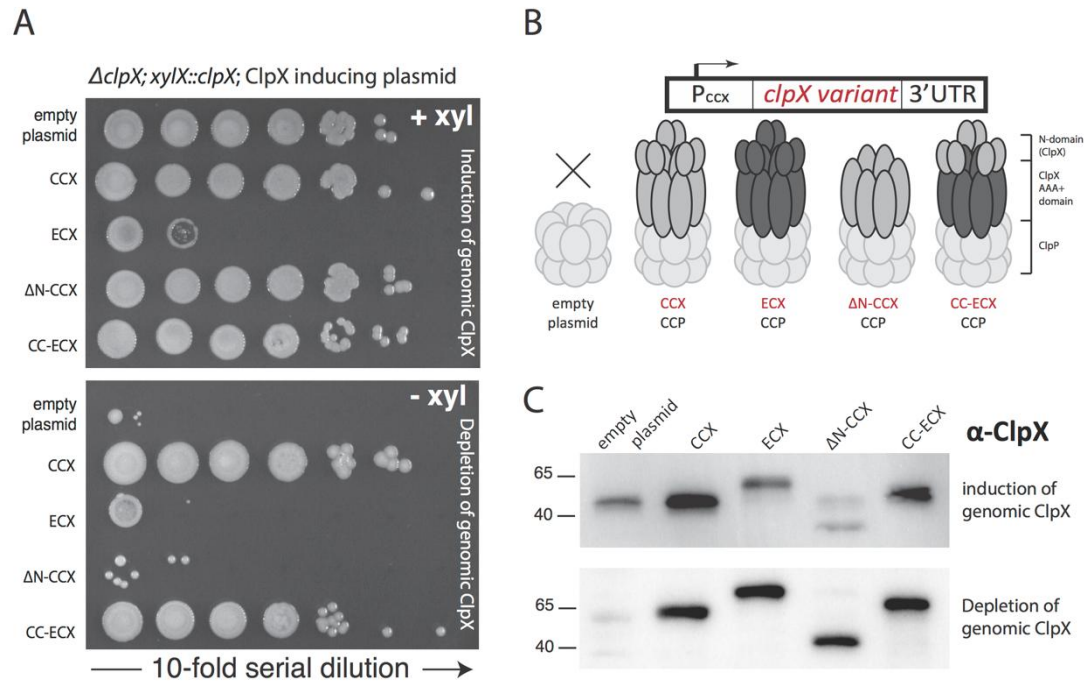 A
ΔclpX; xylX::clpX; ClpX inducing plasmid
+ xyl
Induction of genomic ClpX
empty
plasmid
CCX
ECX
ΔN-CCX
CC-ECX
- xyl
Depletion of genomic ClpX
empty
plasmid
CCX
ECX
ΔN-CCX
CC-ECX
10-fold serial dilution
B
PCCX clpX variant 3'UTR
N-domain
(ClpX)
ClpX
AAA+
domain
ClpP
empty
plasmid
CCX
CCP
ECX
CCP
ΔN-CCX
CCP
CC-ECX
CCP
C
empty
plasmid
CCX
ECX
ΔN-CCX
CC-ECX
α-ClpX
65
40
induction of
genomic ClpX
65
40
Depletion of
genomic ClpX